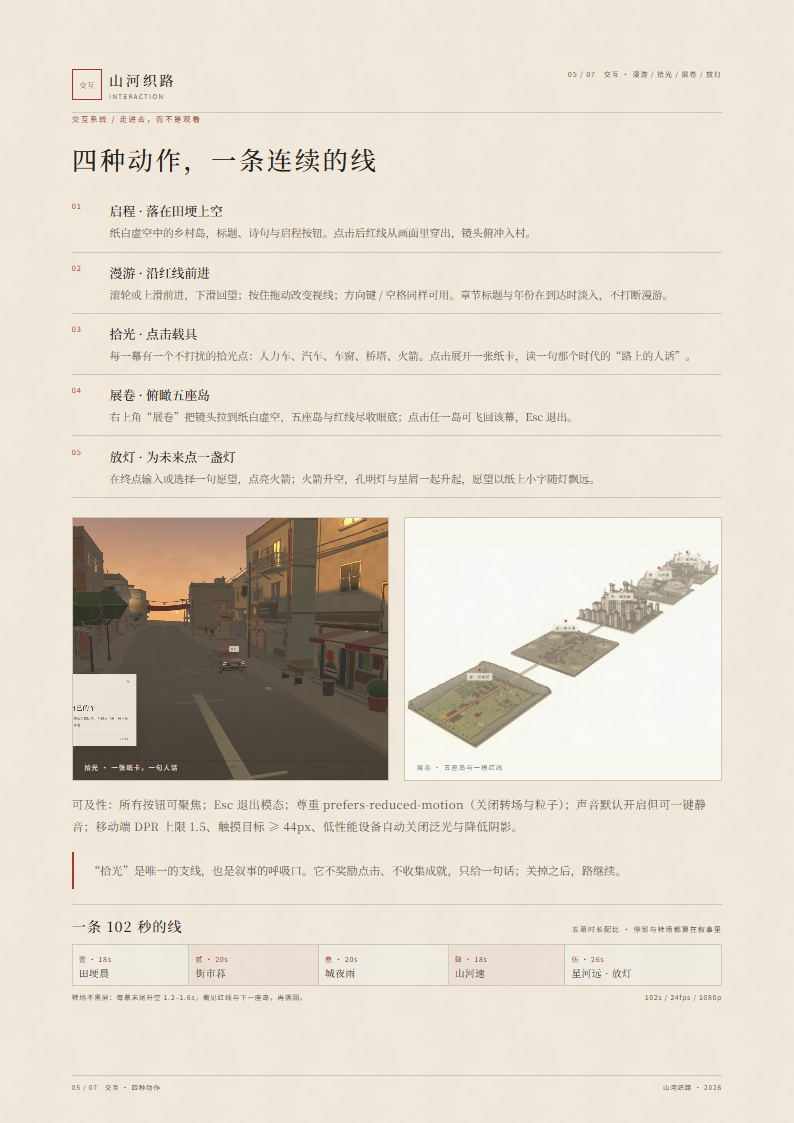 交互
山河织路
INTERACTION
05 / 07 交互 · 漫游 / 拾光 / 展卷 / 放灯
交互系统 / 走进去，而不是观看
四种动作，一条连续的线
01
启程 · 落在田埂上空
纸白虚空中的乡村岛，标题、诗句与启程按钮。点击后红线从画面里穿出，镜头俯冲入村。
02
漫游 · 沿红线前进
滚轮或上滑前进，下滑回望；按住拖动改变视线；方向键 / 空格同样可用。章节标题与年份在到达时淡入，不打断漫游。
03
拾光 · 点击载具
每一幕有一个不打扰的拾光点：人力车、汽车、车窗、桥塔、火箭。点击展开一张纸卡，读一句那个时代的“路上的人话”。
04
展卷 · 俯瞰五座岛
右上角“展卷”把镜头拉到纸白虚空，五座岛与红线尽收眼底；点击任一岛可飞回该幕，Esc 退出。
05
放灯 · 为未来点一盏灯
在终点输入或选择一句愿望，点亮火箭；火箭升空，孔明灯与星屑一起升起，愿望以纸上小字随灯飘远。
拾光 · 一张纸卡，一句人话
展卷 · 五座岛与一根红线
可及性：所有按钮可聚焦；Esc 退出模态；尊重 prefers-reduced-motion（关闭转场与粒子）；声音默认开启但可一键静
音；移动端 DPR 上限 1.5、触摸目标 ≥ 44px、低性能设备自动关闭泛光与降低阴影。
“拾光”是唯一的支线，也是叙事的呼吸口。它不奖励点击、不收集成就，只给一句话；关掉之后，路继续。
一条 102 秒的线
五幕时长配比 · 停留与转场都算在叙事里
壹 · 18s
田埂晨
贰 · 20s
街市暮
叁 · 20s
城夜雨
肆 · 18s
山河速
伍 · 26s
星河远 · 放灯
转场不黑屏：每幕末尾升空 1.2–1.6s，看见红线与下一座岛，再落回。
102s / 24fps / 1080p
05 / 07 交互 · 四种动作
山河织路 · 2026